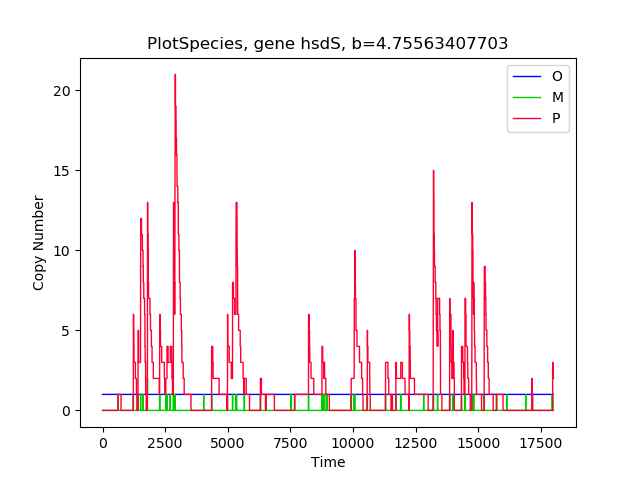 PlotSpecies, gene hsdS, b=4.75563407703
O
M
P
20
15
10
5
0
Copy Number
0 2500 5000 7500 10000 12500 15000 17500
Time